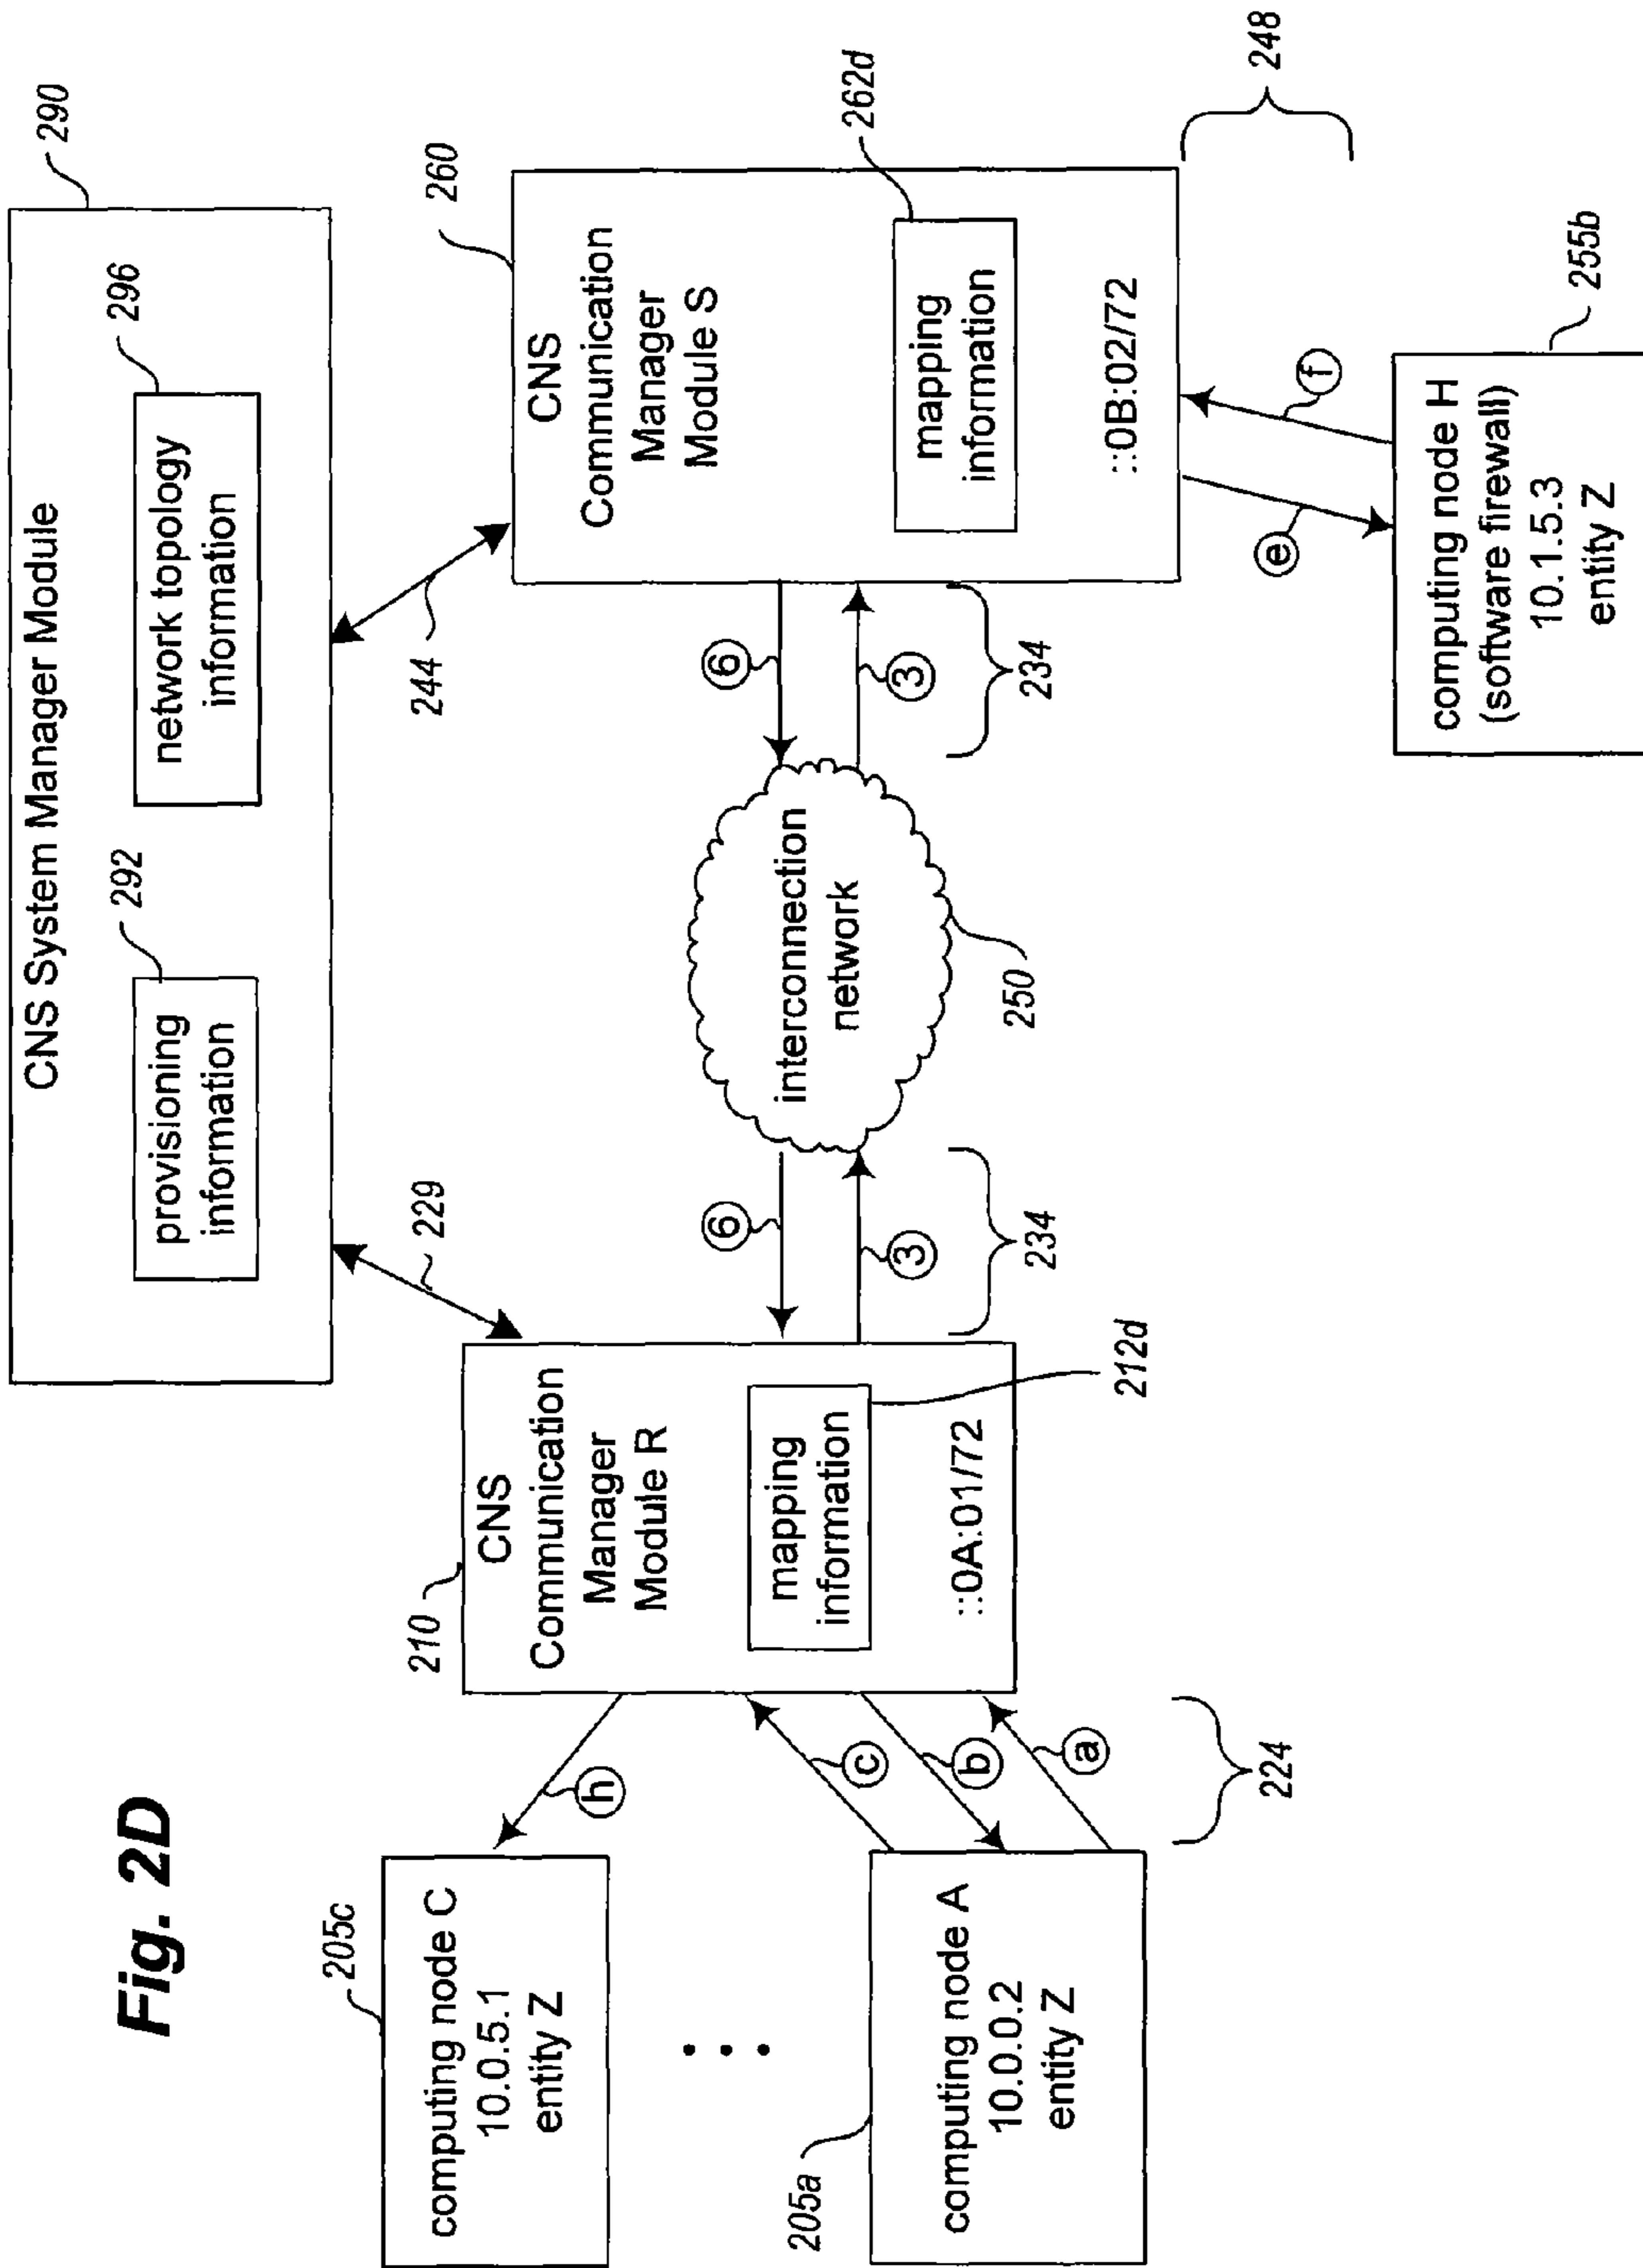 Fig. 2D
290
CNS System Manager Module
292
provisioning
information
296
network topology
information
229
244
205c
computing node C
10.0.5.1
entity Z
205a
computing node A
10.0.0.2
entity Z
h
c
b
a
224
210
CNS
Communication
Manager
Module R
mapping
information
212d
::0A:01/72
6
3
234
interconnection
network
250
6
3
234
260
CNS
Communication
Manager
Module S
mapping
information
262d
::0B:02/72
248
e
f
255b
computing node H
(software firewall)
10.1.5.3
entity Z